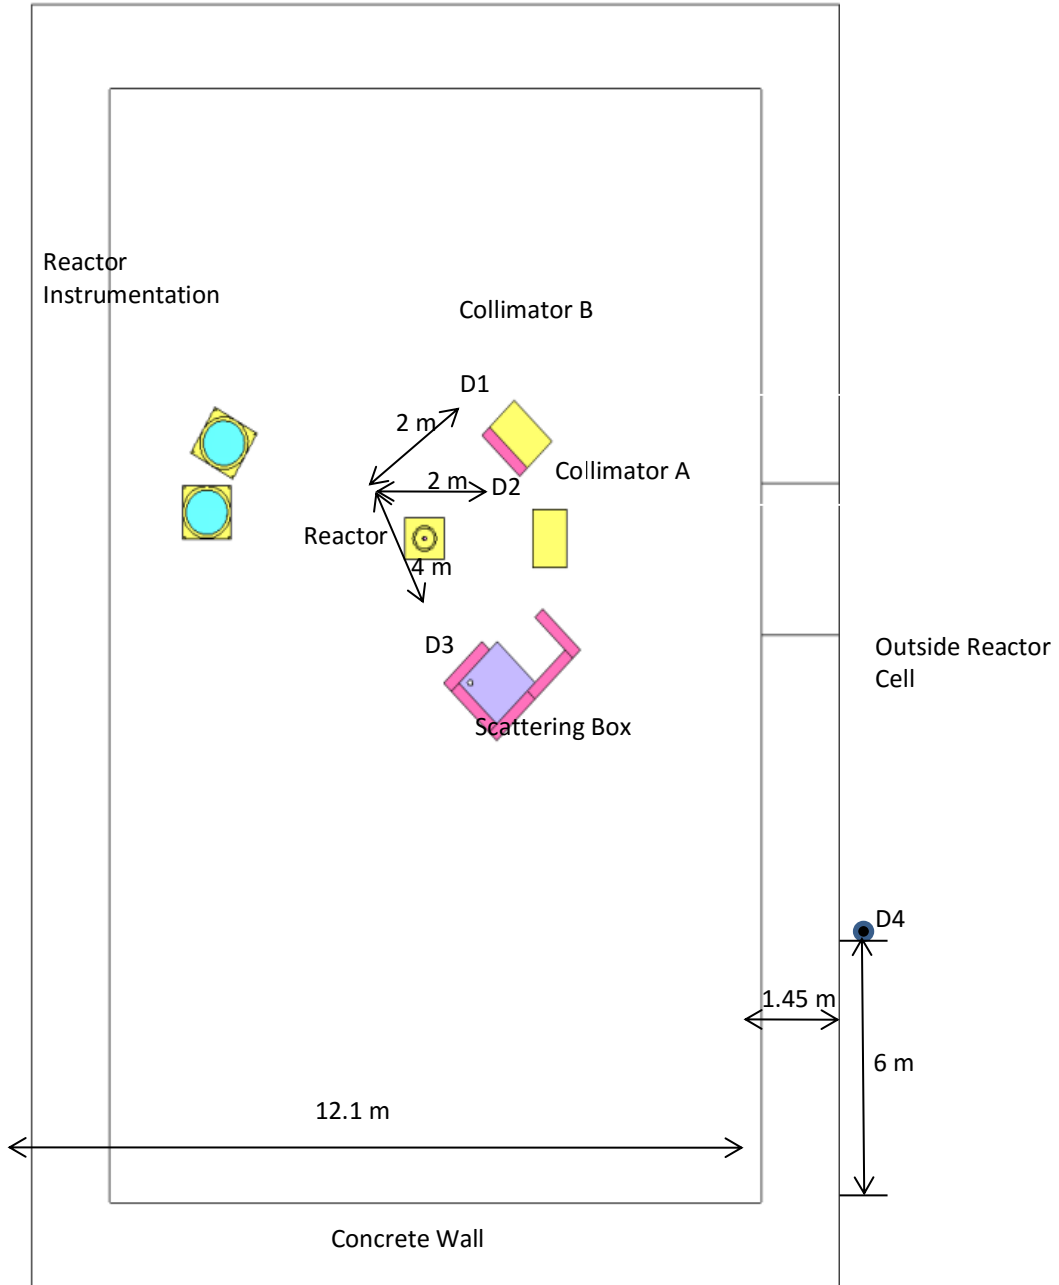 Reactor
Instrumentation
Collimator B
D1
2 m
Collimator A
2 m
D2
Reactor
4 m
D3
Outside Reactor
Cell
Scattering Box
D4
1.45 m
6 m
12.1 m
Concrete Wall